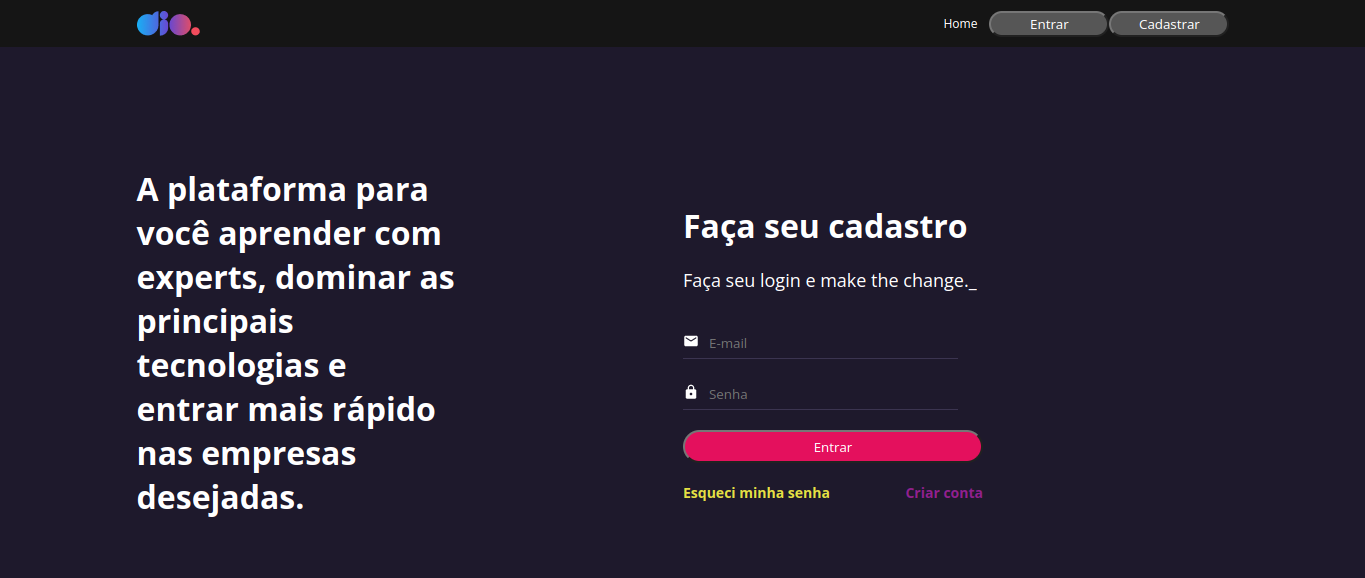 dio.
Home
Entrar
Cadastrar
A plataforma para
você aprender com
experts, dominar as
principais
tecnologias e
entrar mais rápido
nas empresas
desejadas.
Faça seu cadastro
Faça seu login e make the change._
E-mail
Senha
Entrar
Esqueci minha senha
Criar conta